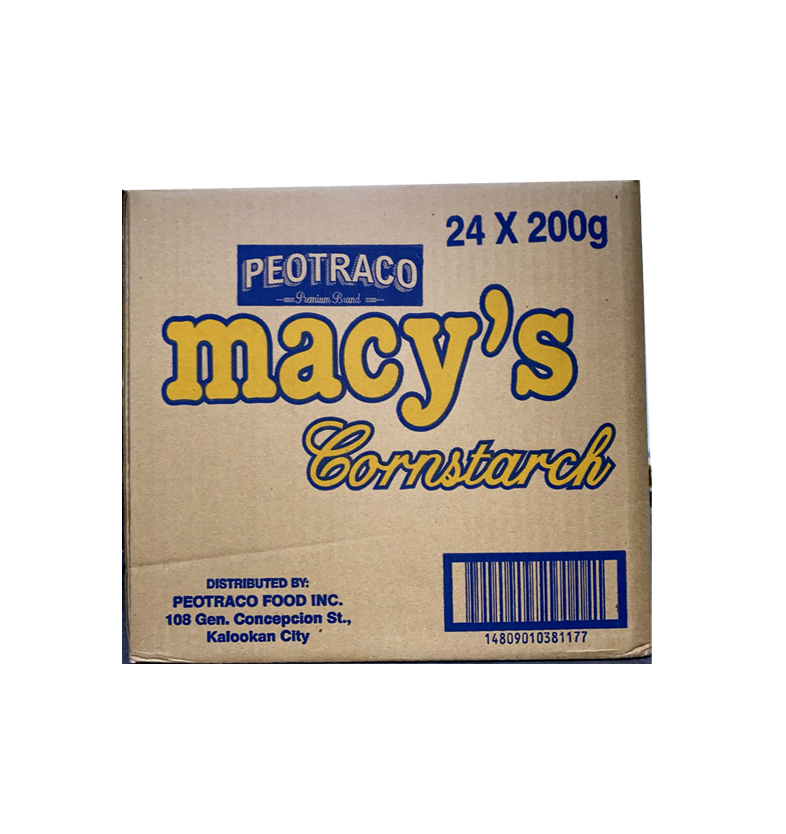 24 X 200g
PEOTRACO
Premium Brand
macy's
Cornstarch
DISTRIBUTED BY:
PEOTRACO FOOD INC.
108 Gen. Concepcion St.,
Kalookan City
14809010381177